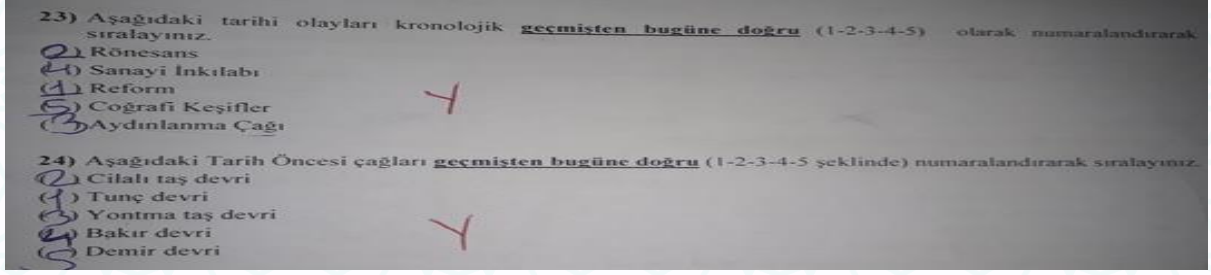 23) Aşağıdaki tarihi olayları kronolojik geçmişten bugüne doğru (1-2-3-4-5) olarak numaralandırarak
sıralayınız.
(2) Rönesans
(4) Sanayi İnkılabı
(1) Reform
(5) Coğrafi Keşifler
(3) Aydınlanma Çağı
Y
24) Aşağıdaki Tarih Öncesi çağları geçmişten bugüne doğru (1-2-3-4-5 şeklinde) numaralandırarak sıralayınız.
(2) Cilalı taş devri
(1) Tunç devri
(3) Yontma taş devri
(4) Bakır devri
(5) Demir devri
Y